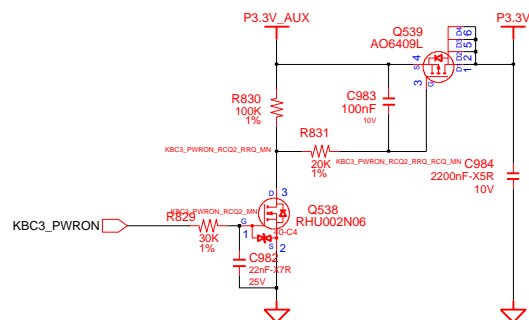 P3.3V_AUX
Q539
AO6409L
P3.3V
D4 6
D3 5
D2 2
D1 1
S 4
G 3
R830
100K
1%
C983
100nF
10V
R831
20K
1%
KBC3_PWRON_RCQ2_RRQ_MN
KBC3_PWRON_RCQ2_RRQ_RCQ_MN
C984
2200nF-X5R
10V
D 3
KBC3_PWRON_RCQ2_MN
Q538
RHU002N06
KBC3_PWRON
R829
30K
1%
G 1
S 2
C982
22nF-X7R
25V